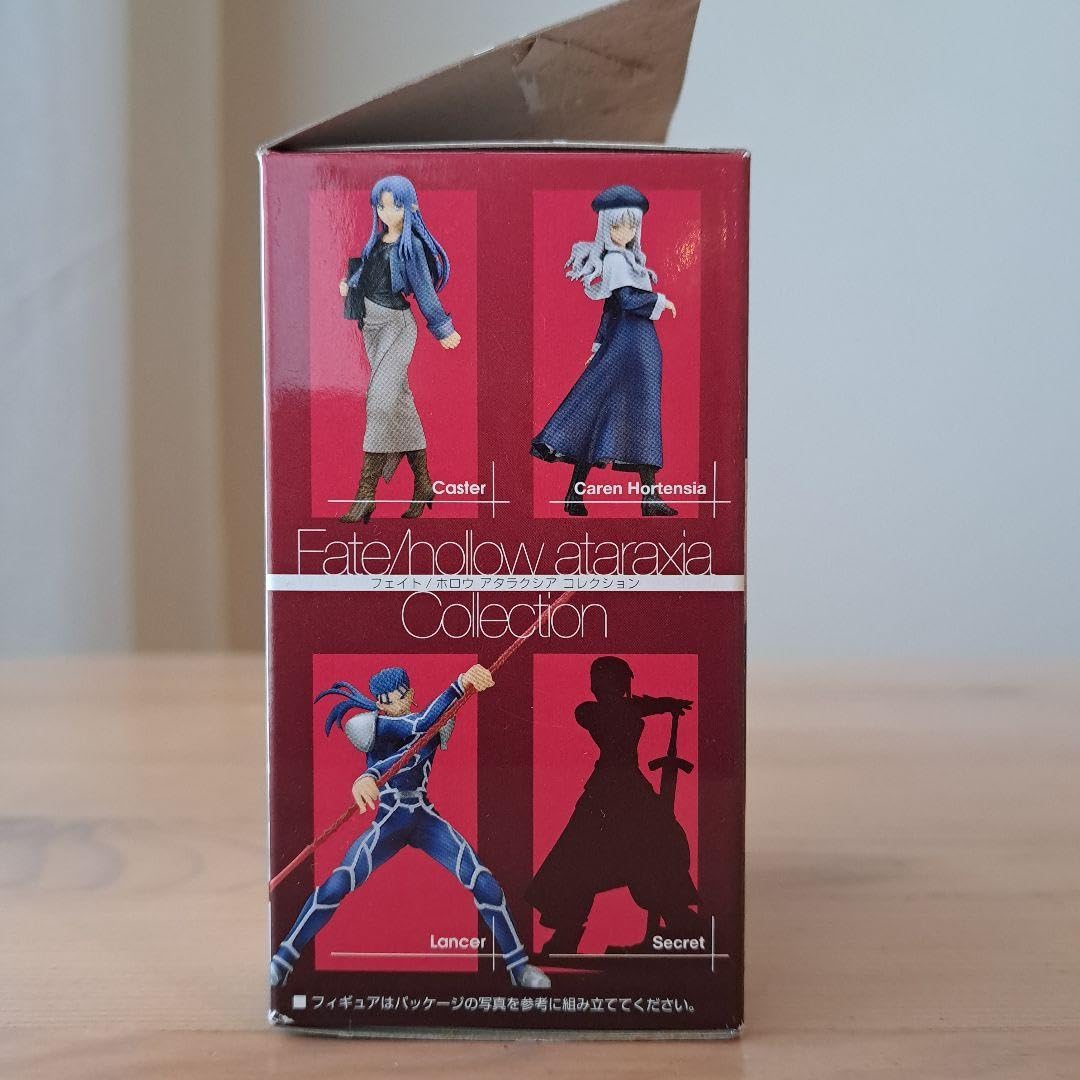 Caster
Caren Hortensia
Fate/hollow ataraxia
フェイト/ホロウ アタラクシア コレクション
Collection
Lancer
Secret
■ フィギュアはパッケージの写真を参考に組み立ててください。